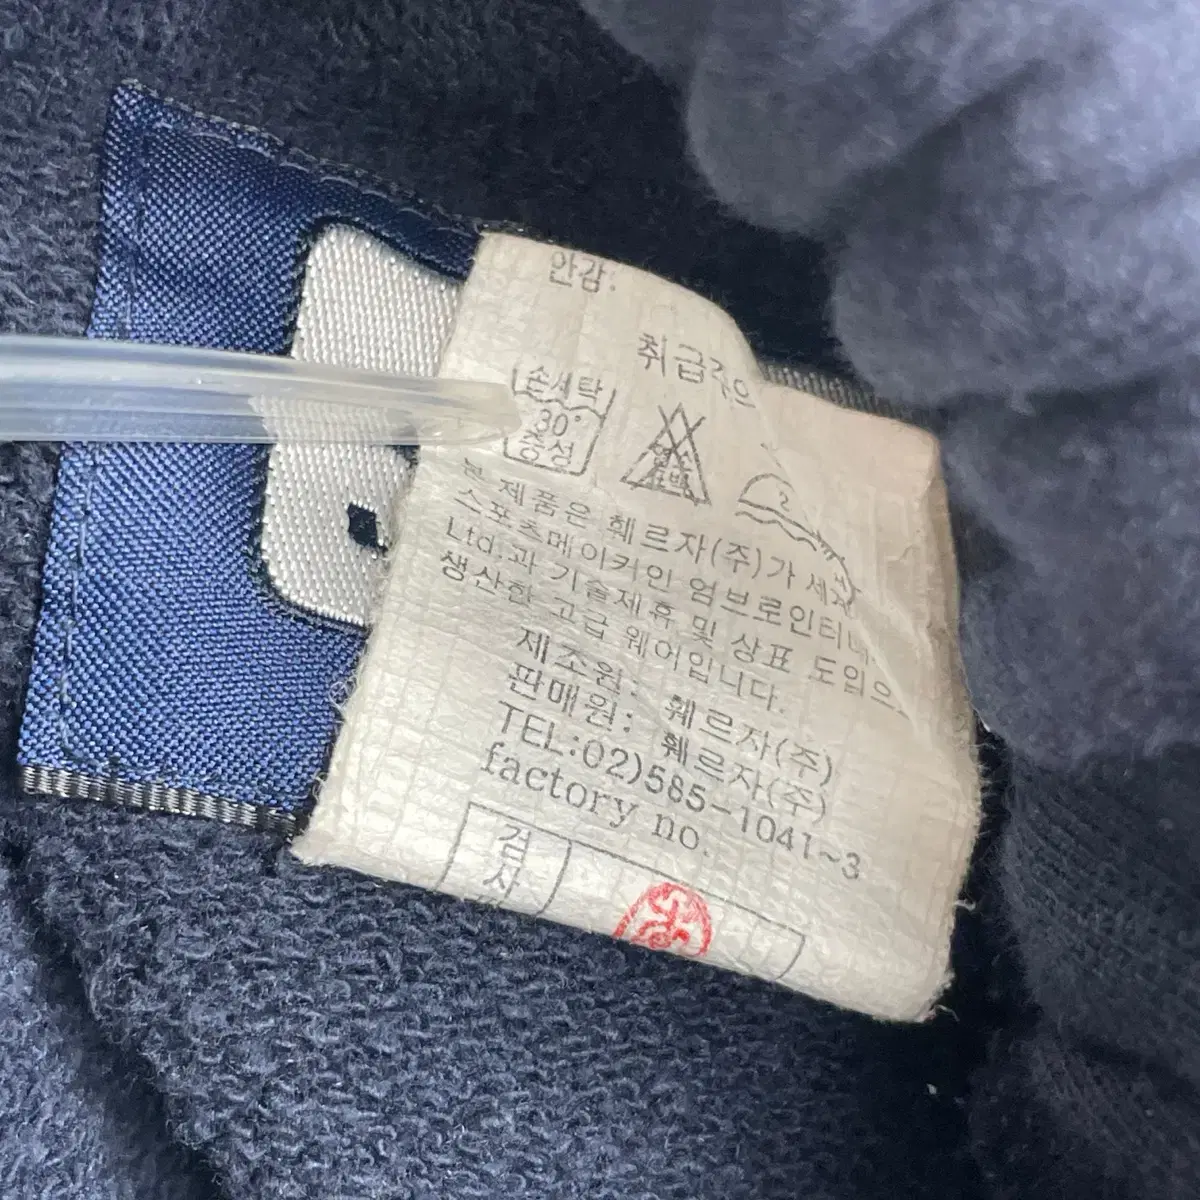 안감:
취급주의
손세탁
30°
중성
염소
표백
본 제품은 훼르자(주)가 세계
스포츠메이커인 엄브로인터내
Ltd.과 기술제휴 및 상표 도입으
생산한 고급 웨어입니다.
제조원: 훼르자(주)
판매원: 훼르자(주)
TEL:02)585-1041~3
factory no.
검
사